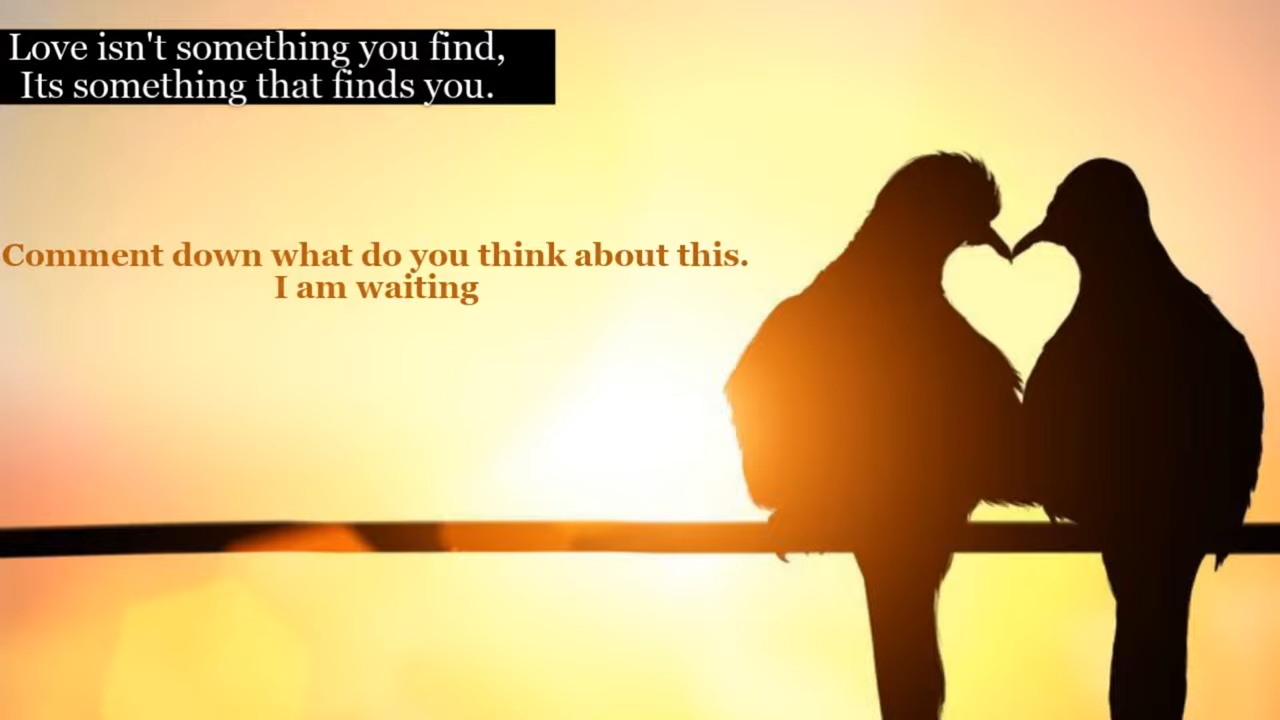 Love isn't something you find,
Its something that finds you.
Comment down what do you think about this.
I am waiting